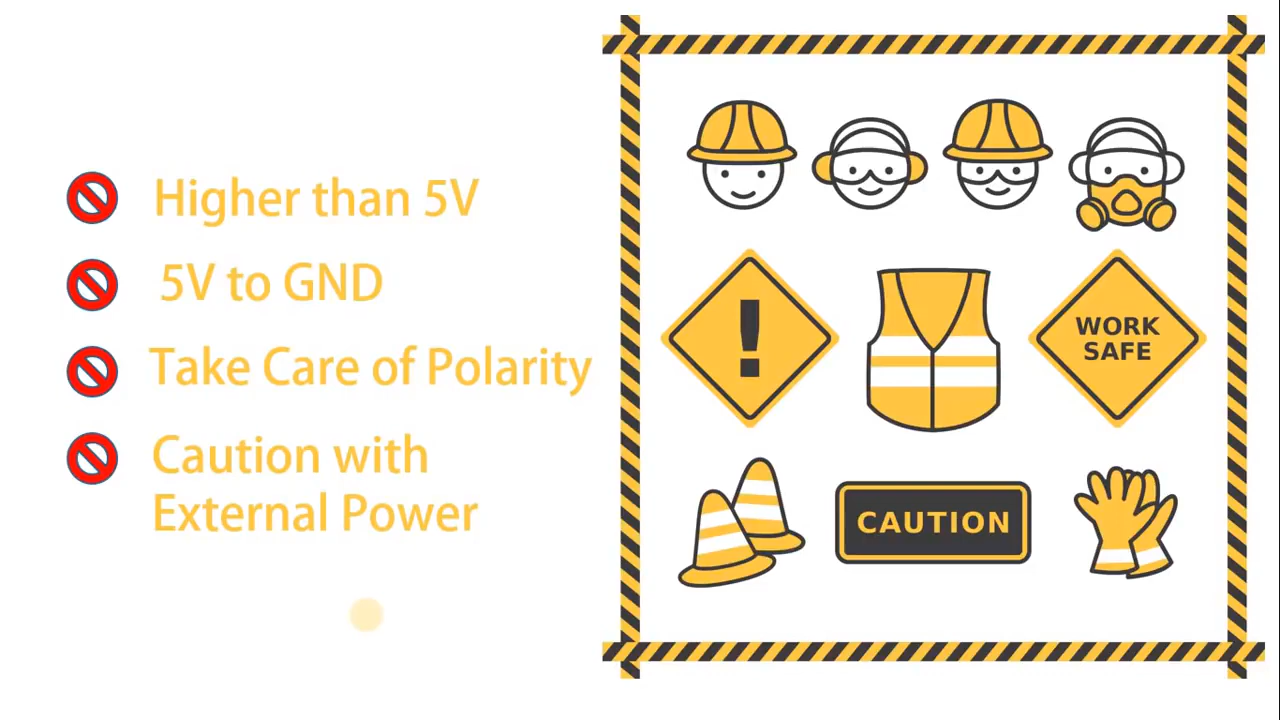 Higher than 5V
5V to GND
Take Care of Polarity
Caution with
External Power
!
WORK
SAFE
CAUTION